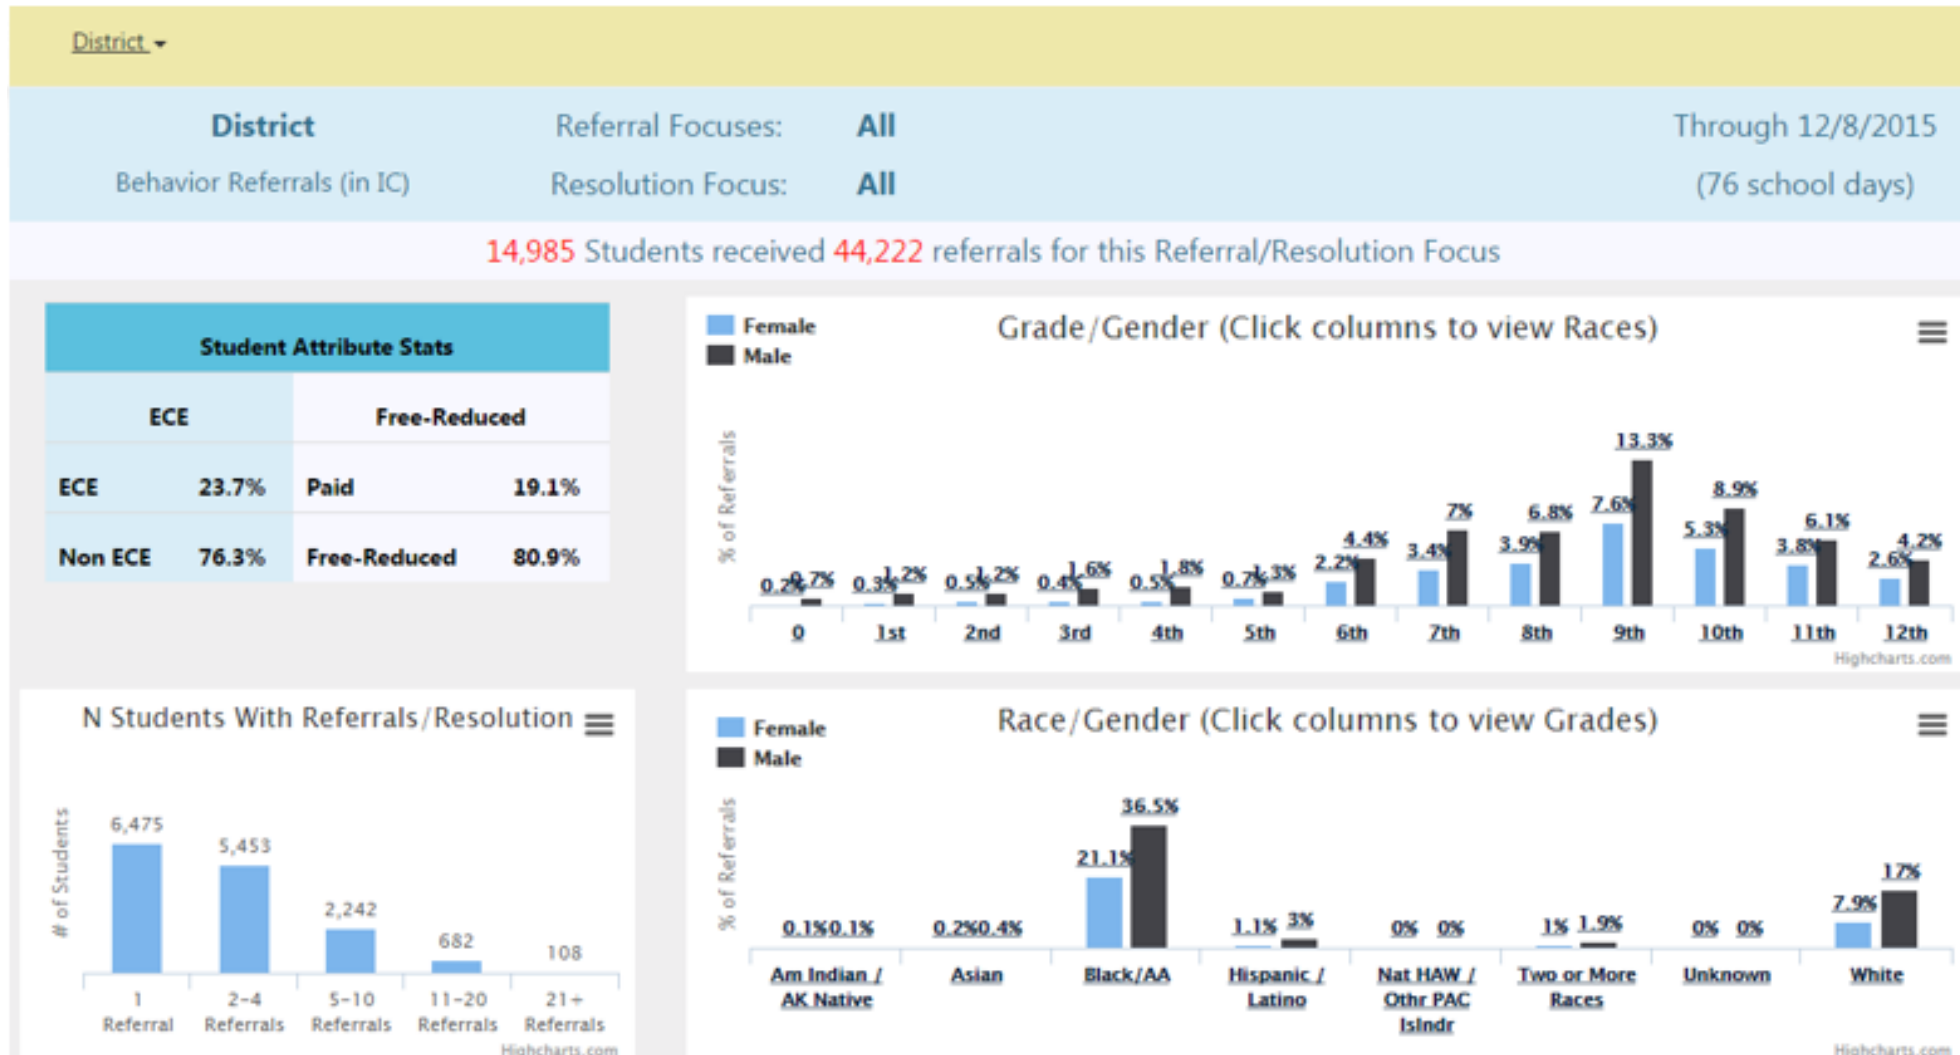 District
District Referral Focuses: All Through 12/8/2015
Behavior Referrals (in IC) Resolution Focus: All (76 school days)
14,985 Students received 44,222 referrals for this Referral/Resolution Focus
Student Attribute Stats
ECE Free-Reduced
ECE 23.7% Paid 19.1%
Non ECE 76.3% Free-Reduced 80.9%
Female
Male
Grade/Gender (Click columns to view Races)
% of Referrals
0.2% 0.7% 0.3% 1.2% 0.5% 1.2% 0.4% 1.6% 0.5% 1.8% 0.7% 1.3% 2.2% 4.4% 3.4% 7% 3.9% 6.8% 7.6% 13.3% 5.3% 8.9% 3.8% 6.1% 2.6% 4.2%
0 1st 2nd 3rd 4th 5th 6th 7th 8th 9th 10th 11th 12th
Highcharts.com
N Students With Referrals/Resolution
# of Students
6,475 5,453 2,242 682 108
1 2-4 5-10 11-20 21+
Referral Referrals Referrals Referrals Referrals
Highcharts.com
Female
Male
Race/Gender (Click columns to view Grades)
% of Referrals
0.1% 0.1% 0.2% 0.4% 21.1% 36.5% 1.1% 3% 0% 0% 1% 1.9% 0% 0% 7.9% 17%
Am Indian / Asian Black/AA Hispanic / Nat HAW / Two or More Unknown White
AK Native Latino Othr PAC Races
Islndr
Highcharts.com